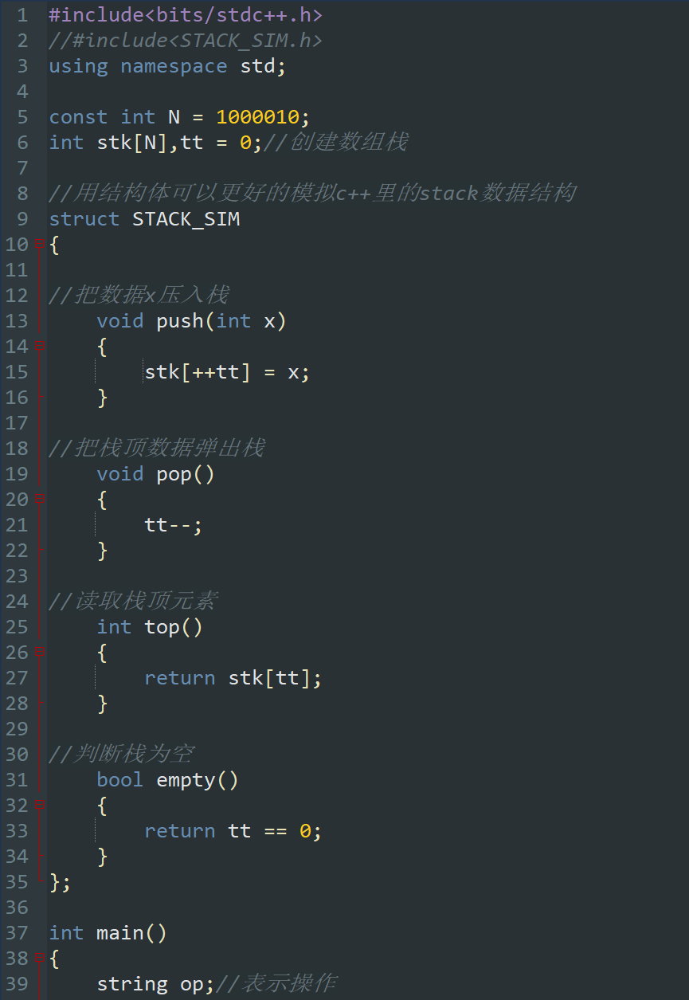 1 #include<bits/stdc++.h>
2 //#include<STACK_SIM.h>
3 using namespace std;
4
5 const int N = 1000010;
6 int stk[N],tt = 0;//创建数组栈
7
8 //用结构体可以更好的模拟c++里的stack数据结构
9 struct STACK_SIM
10 {
11
12 //把数据x压入栈
13     void push(int x)
14     {
15         stk[++tt] = x;
16     }
17
18 //把栈顶数据弹出栈
19     void pop()
20     {
21         tt--;
22     }
23
24 //读取栈顶元素
25     int top()
26     {
27         return stk[tt];
28     }
29
30 //判断栈为空
31     bool empty()
32     {
33         return tt == 0;
34     }
35 };
36
37 int main()
38 {
39     string op;//表示操作